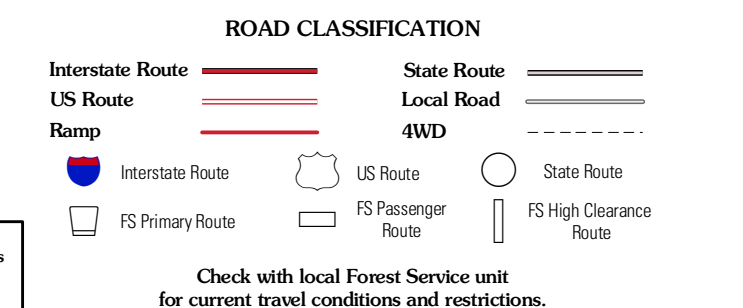 ROAD CLASSIFICATION
Interstate Route
State Route
US Route
Local Road
Ramp
4WD
Interstate Route
US Route
State Route
FS Primary Route
FS Passenger
Route
FS High Clearance
Route
s
Check with local Forest Service unit
for current travel conditions and restrictions.